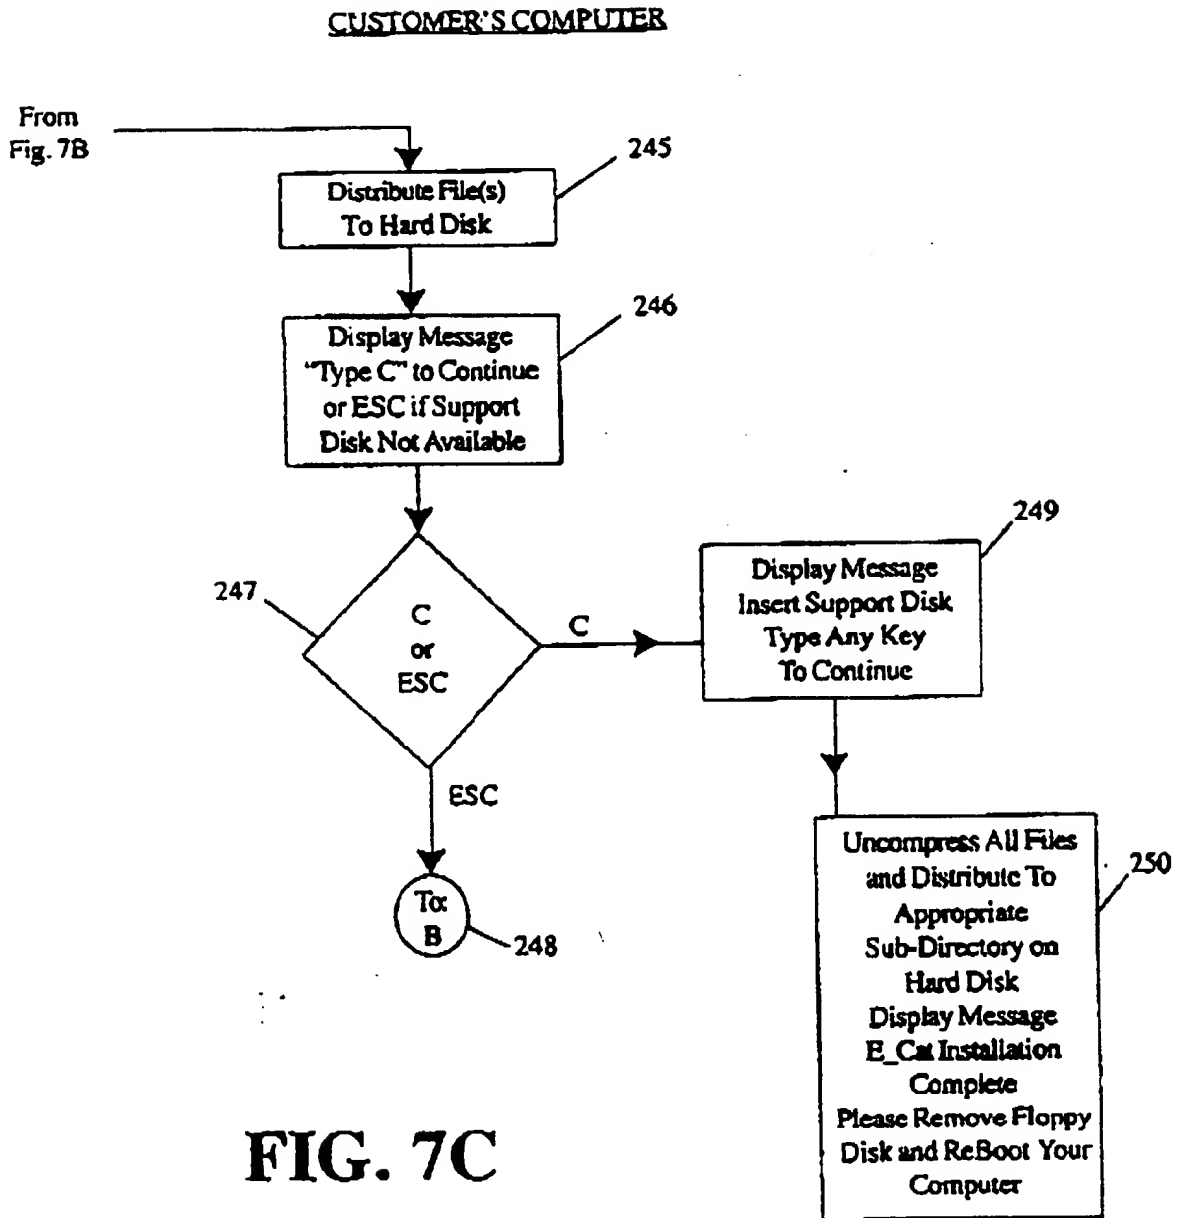 CUSTOMER'S COMPUTER
From
Fig. 7B
245
Distribute File(s)
To Hard Disk
246
Display Message
"Type C" to Continue
or ESC if Support
Disk Not Available
247
C
or
ESC
C
249
Display Message
Insert Support Disk
Type Any Key
To Continue
ESC
To:
B
248
250
Uncompress All Files
and Distribute To
Appropriate
Sub-Directory on
Hard Disk
Display Message
E_Cat Installation
Complete
Please Remove Floppy
Disk and ReBoot Your
Computer
FIG. 7C